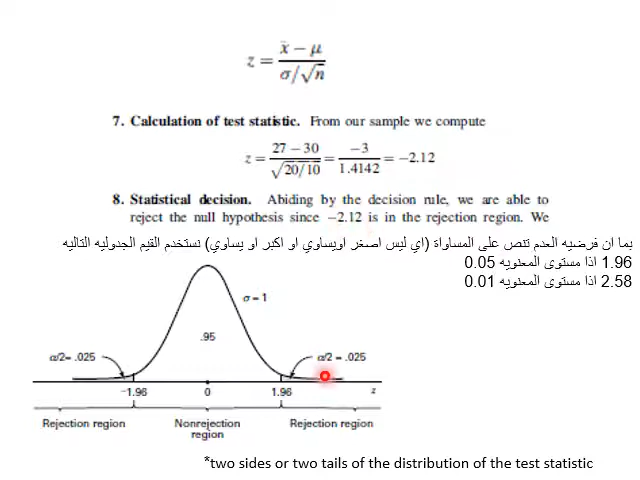 z = x̄ − μ / σ/√n
7. Calculation of test statistic. From our sample we compute
z = 27 − 30 / √20/10 = −3 / 1.4142 = −2.12
8. Statistical decision. Abiding by the decision rule, we are able to
reject the null hypothesis since −2.12 is in the rejection region. We
بما ان فرضيه العدم تنص على المساواة (اي ليس اصغر اويساوي او اكبر او يساوي) نستخدم القيم الجدوليه التاليه
1.96 اذا مستوى المعنويه 0.05
2.58 اذا مستوى المعنويه 0.01
σ = 1
.95
α/2= .025
α/2 = .025
−1.96 0 1.96 z
Rejection region Nonrejection region Rejection region
*two sides or two tails of the distribution of the test statistic